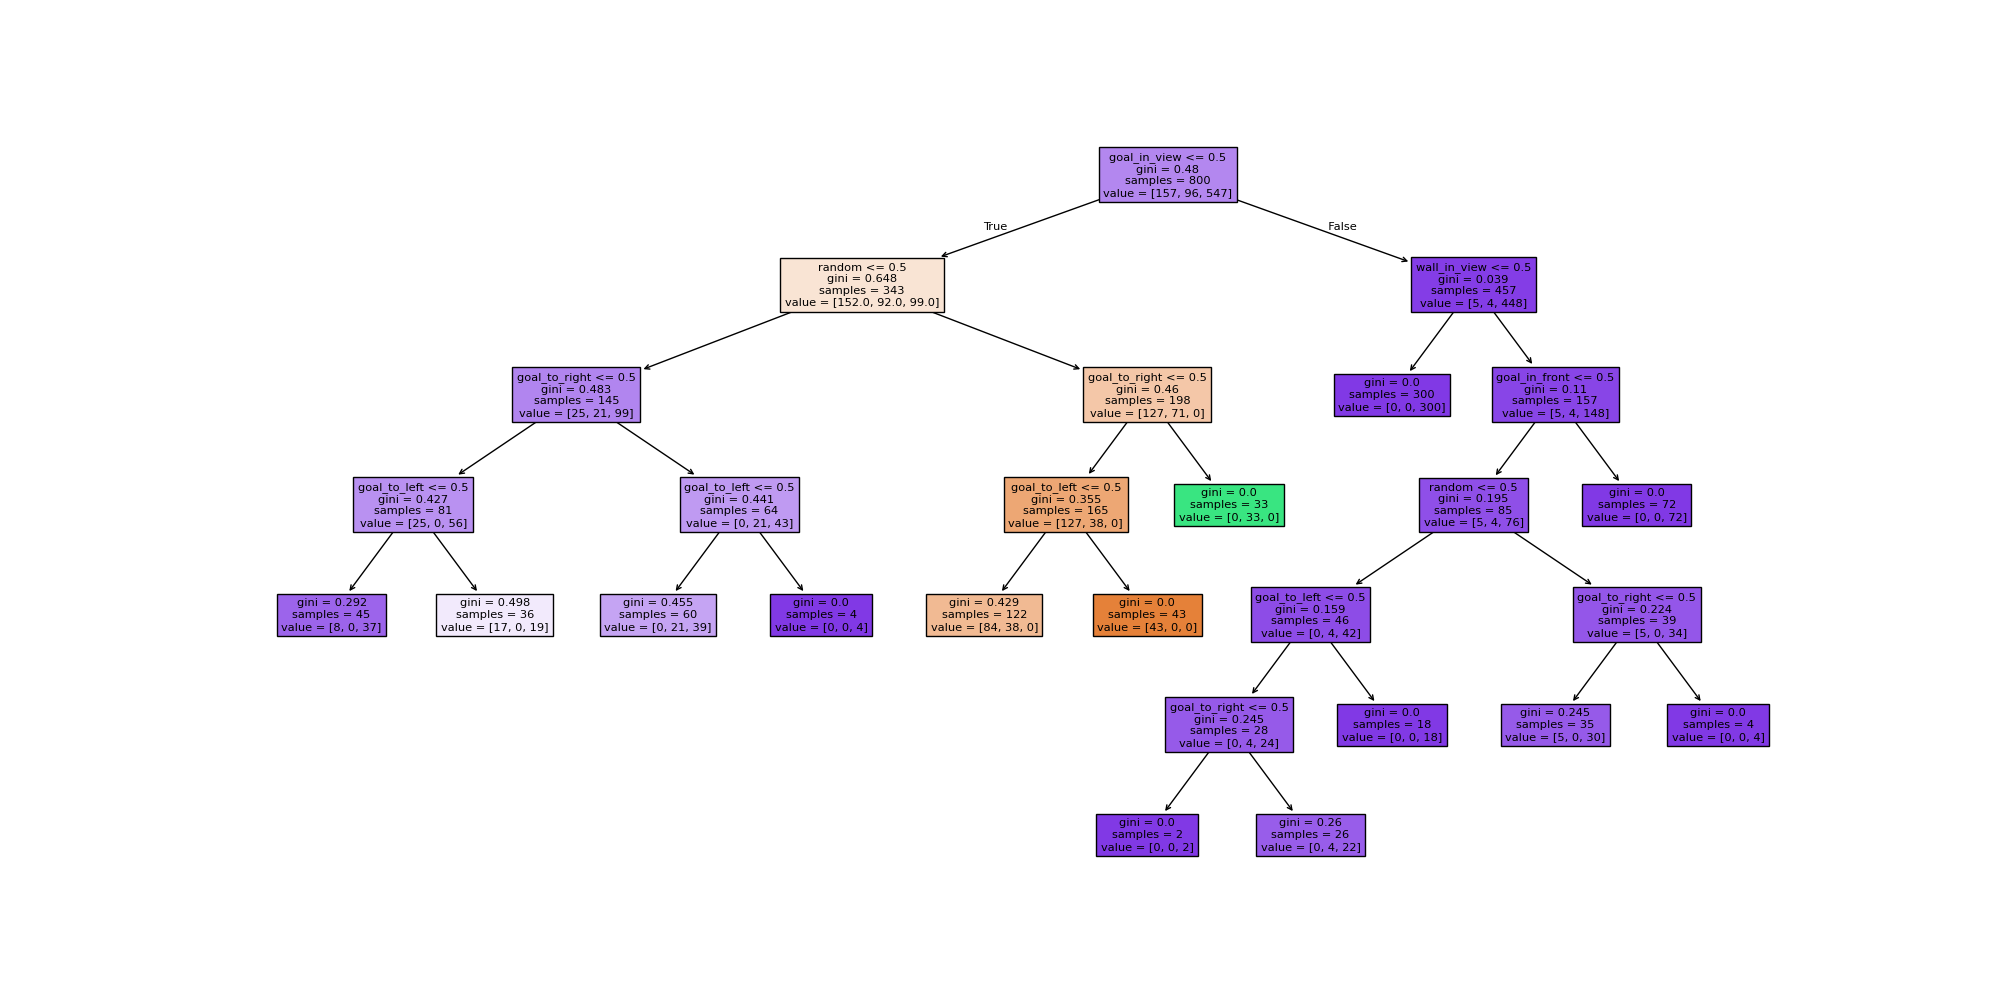 goal_in_view <= 0.5
gini = 0.48
samples = 800
value = [157, 96, 547]
True
False
random <= 0.5
gini = 0.648
samples = 343
value = [152.0, 92.0, 99.0]
wall_in_view <= 0.5
gini = 0.039
samples = 457
value = [5, 4, 448]
goal_to_right <= 0.5
gini = 0.483
samples = 145
value = [25, 21, 99]
goal_to_right <= 0.5
gini = 0.46
samples = 198
value = [127, 71, 0]
gini = 0.0
samples = 300
value = [0, 0, 300]
goal_in_front <= 0.5
gini = 0.11
samples = 157
value = [5, 4, 148]
goal_to_left <= 0.5
gini = 0.427
samples = 81
value = [25, 0, 56]
goal_to_left <= 0.5
gini = 0.441
samples = 64
value = [0, 21, 43]
goal_to_left <= 0.5
gini = 0.355
samples = 165
value = [127, 38, 0]
gini = 0.0
samples = 33
value = [0, 33, 0]
random <= 0.5
gini = 0.195
samples = 85
value = [5, 4, 76]
gini = 0.0
samples = 72
value = [0, 0, 72]
gini = 0.292
samples = 45
value = [8, 0, 37]
gini = 0.498
samples = 36
value = [17, 0, 19]
gini = 0.455
samples = 60
value = [0, 21, 39]
gini = 0.0
samples = 4
value = [0, 0, 4]
gini = 0.429
samples = 122
value = [84, 38, 0]
gini = 0.0
samples = 43
value = [43, 0, 0]
goal_to_left <= 0.5
gini = 0.159
samples = 46
value = [0, 4, 42]
goal_to_right <= 0.5
gini = 0.224
samples = 39
value = [5, 0, 34]
goal_to_right <= 0.5
gini = 0.245
samples = 28
value = [0, 4, 24]
gini = 0.0
samples = 18
value = [0, 0, 18]
gini = 0.245
samples = 35
value = [5, 0, 30]
gini = 0.0
samples = 4
value = [0, 0, 4]
gini = 0.0
samples = 2
value = [0, 0, 2]
gini = 0.26
samples = 26
value = [0, 4, 22]